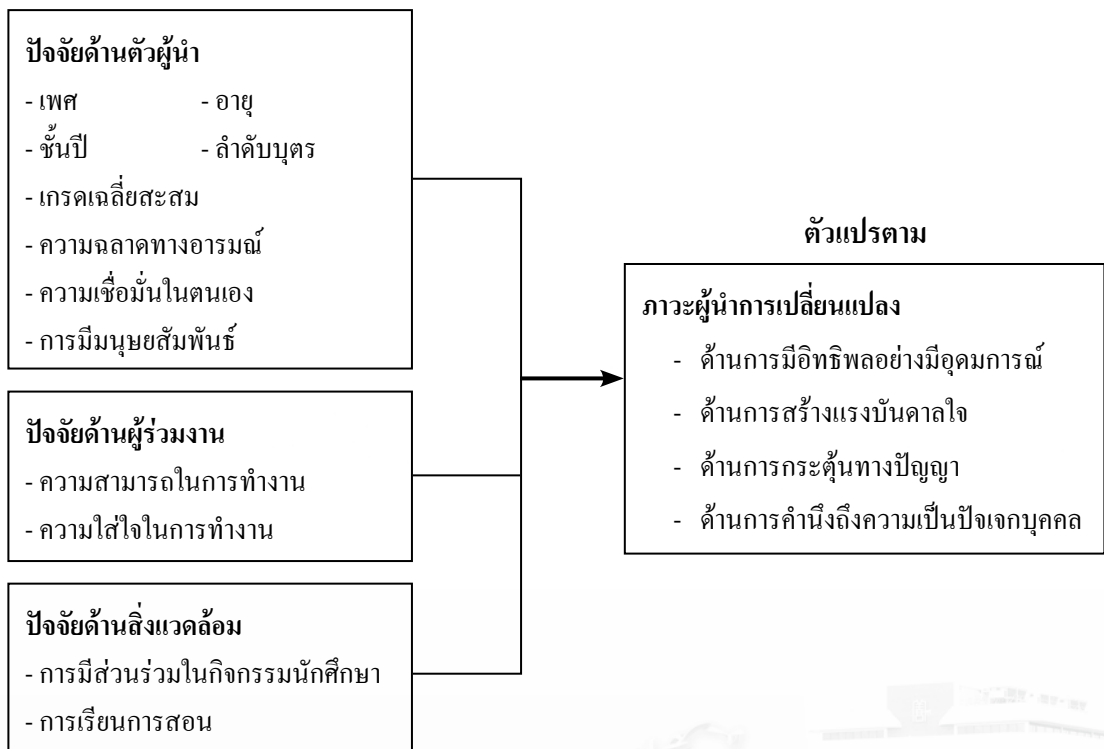 ปัจจัยด้านตัวผู้นำ
- เพศ - อายุ
- ชั้นปี - ลำดับบุตร
- เกรดเฉลี่ยสะสม
- ความฉลาดทางอารมณ์
- ความเชื่อมั่นในตนเอง
- การมีมนุษยสัมพันธ์
ปัจจัยด้านผู้ร่วมงาน
- ความสามารถในการทำงาน
- ความใส่ใจในการทำงาน
ปัจจัยด้านสิ่งแวดล้อม
- การมีส่วนร่วมในกิจกรรมนักศึกษา
- การเรียนการสอน
ตัวแปรตาม
ภาวะผู้นำการเปลี่ยนแปลง
- ด้านการมีอิทธิพลอย่างมีอุดมการณ์
- ด้านการสร้างแรงบันดาลใจ
- ด้านการกระตุ้นทางปัญญา
- ด้านการคำนึงถึงความเป็นปัจเจกบุคคล